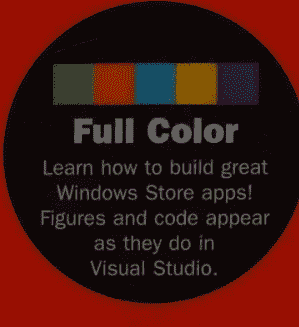 Full Color
Learn how to build great
Windows Store apps!
Figures and code appear
as they do in
Visual Studio.